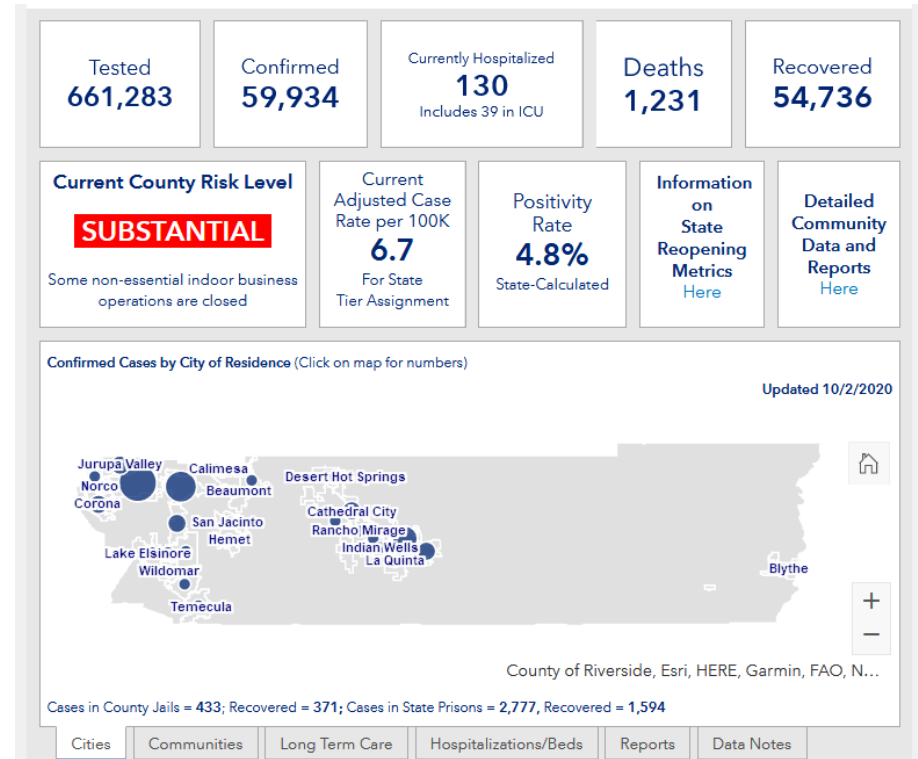 Tested
661,283
Confirmed
59,934
Currently Hospitalized
130
Includes 39 in ICU
Deaths
1,231
Recovered
54,736
Current County Risk Level
SUBSTANTIAL
Some non-essential indoor business
operations are closed
Current
Adjusted Case
Rate per 100K
6.7
For State
Tier Assignment
Positivity
Rate
4.8%
State-Calculated
Information
on
State
Reopening
Metrics
Here
Detailed
Community
Data and
Reports
Here
Confirmed Cases by City of Residence (Click on map for numbers)
Updated 10/2/2020
Jurupa Valley
Calimesa
Norco
Beaumont
Desert Hot Springs
Corona
Cathedral City
San Jacinto
Rancho Mirage
Hemet
Indian Wells
Lake Elsinore
La Quinta
Wildomar
Blythe
Temecula
+
−
County of Riverside, Esri, HERE, Garmin, FAO, N...
Cases in County Jails = 433; Recovered = 371; Cases in State Prisons = 2,777, Recovered = 1,594
Cities
Communities
Long Term Care
Hospitalizations/Beds
Reports
Data Notes